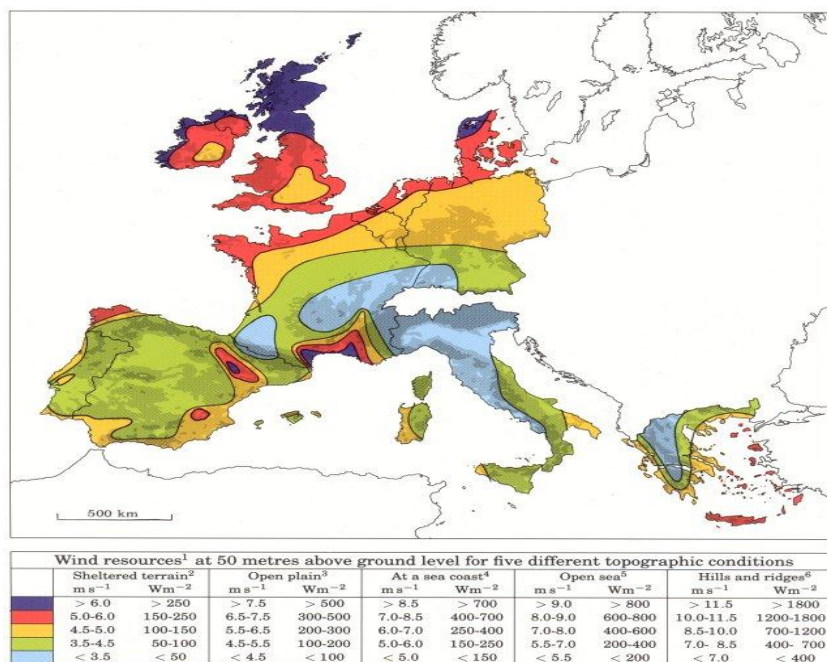 500 km
Wind resources¹ at 50 metres above ground level for five different topographic conditions
Sheltered terrain² Open plain³ At a sea coast⁴ Open sea⁵ Hills and ridges⁶
m s⁻¹ Wm⁻² m s⁻¹ Wm⁻² m s⁻¹ Wm⁻² m s⁻¹ Wm⁻² m s⁻¹ Wm⁻²
> 6.0 > 250 > 7.5 > 500 > 8.5 > 700 > 9.0 > 800 > 11.5 > 1800
5.0-6.0 150-250 6.5-7.5 300-500 7.0-8.5 400-700 8.0-9.0 600-800 10.0-11.5 1200-1800
4.5-5.0 100-150 5.5-6.5 200-300 6.0-7.0 250-400 7.0-8.0 400-600 8.5-10.0 700-1200
3.5-4.5 50-100 4.5-5.5 100-200 5.0-6.0 150-250 5.5-7.0 200-400 7.0- 8.5 400- 700
< 3.5 < 50 < 4.5 < 100 < 5.0 < 150 < 5.5 < 200 < 7.0 < 400